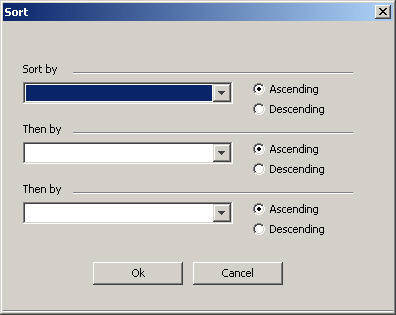 Sort
Sort by
Ascending
Descending
Then by
Ascending
Descending
Then by
Ascending
Descending
Ok Cancel